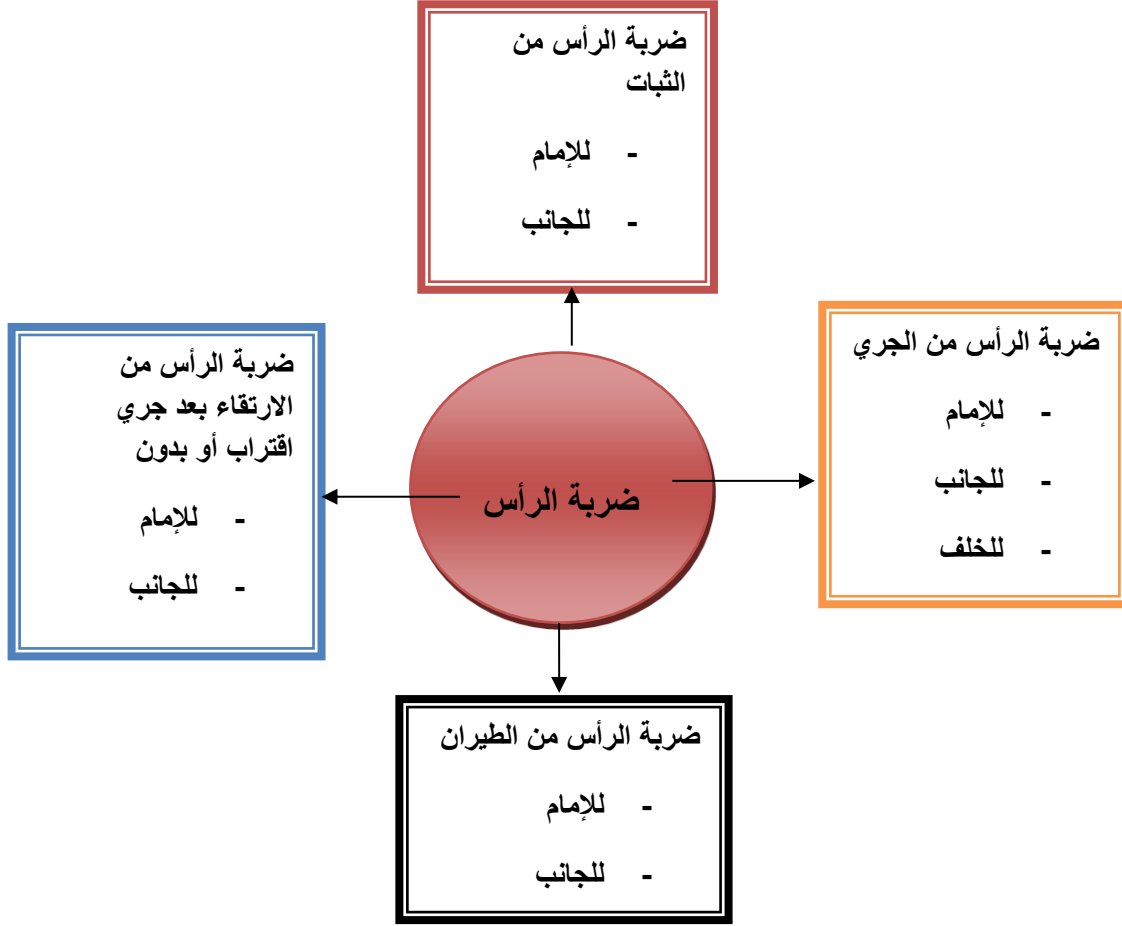 ضربة الرأس من
الثبات
- للإمام
- للجانب
ضربة الرأس من الجري
- للإمام
- للجانب
- للخلف
ضربة الرأس من
الارتقاء بعد جري
اقتراب أو بدون
- للإمام
- للجانب
ضربة الرأس
ضربة الرأس من الطيران
- للإمام
- للجانب